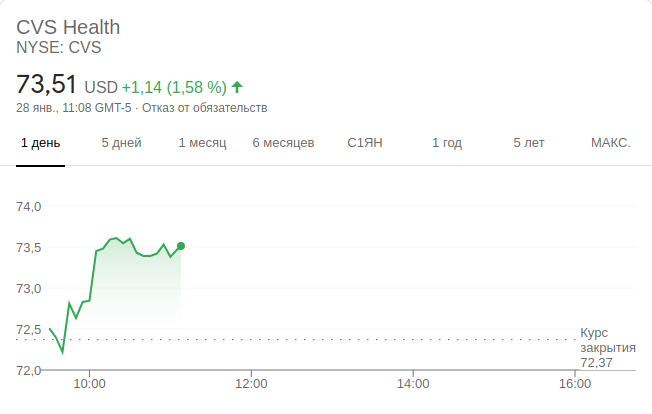 CVS Health
NYSE: CVS
73,51 USD +1,14 (1,58 %)
28 янв., 11:08 GMT-5 · Отказ от обязательств
1 день 5 дней 1 месяц 6 месяцев С1ЯН 1 год 5 лет МАКС.
74,0
73,5
73,0
72,5
72,0
Курс
закрытия
72,37
10:00 12:00 14:00 16:00